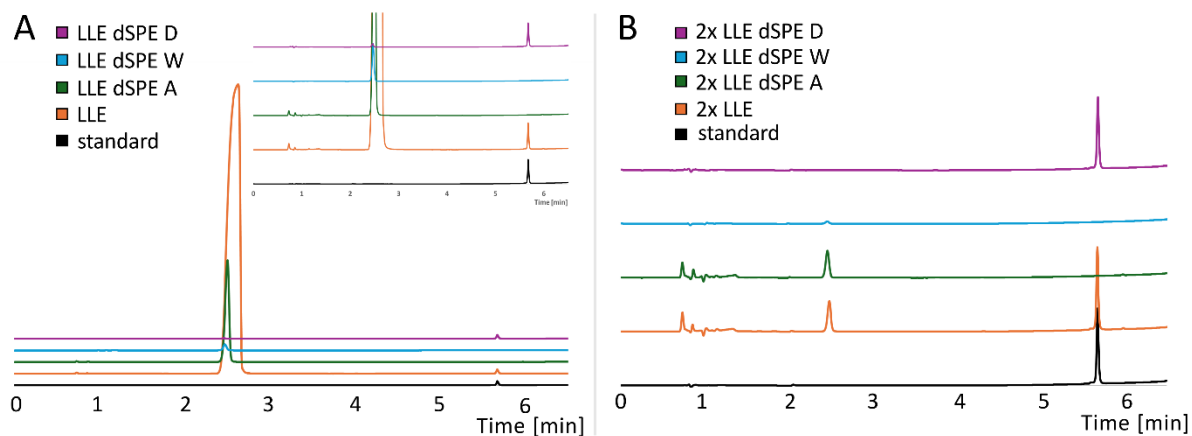 A
LLE dSPE D
LLE dSPE W
LLE dSPE A
LLE
standard
0 1 2 3 4 5 6
Time [min]
0 1 2 3 4 5 6
Time [min]
B
2x LLE dSPE D
2x LLE dSPE W
2x LLE dSPE A
2x LLE
standard
0 1 2 3 4 5 6
Time [min]